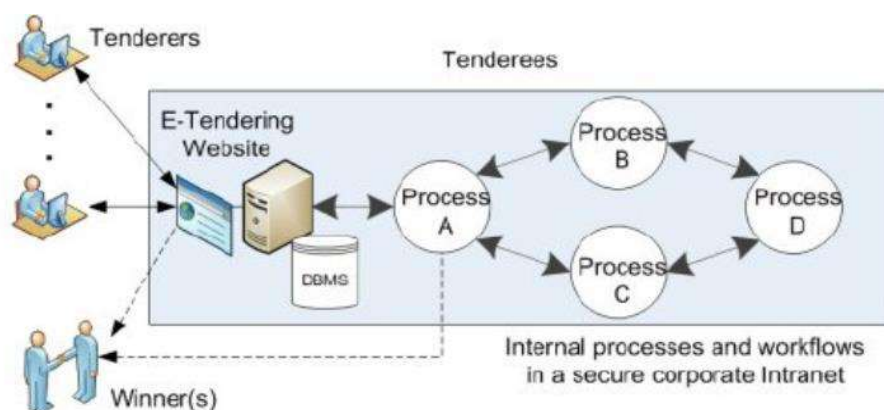 Tenderers
Tenderees
E-Tendering
Website
Process
A
Process
B
Process
C
Process
D
DBMS
Internal processes and workflows
in a secure corporate Intranet
Winner(s)